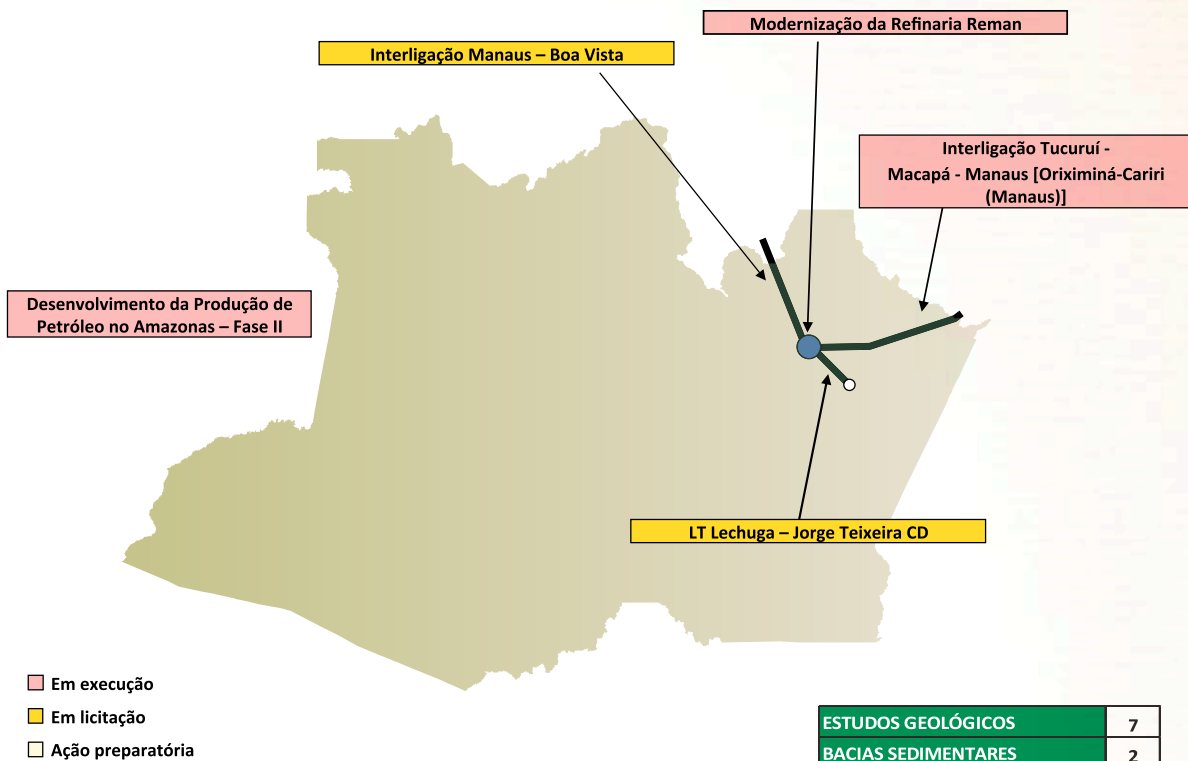 Modernização da Refinaria Reman
Interligação Manaus – Boa Vista
Interligação Tucuruí -
Macapá - Manaus [Oriximiná-Cariri
(Manaus)]
Desenvolvimento da Produção de
Petróleo no Amazonas – Fase II
LT Lechuga – Jorge Teixeira CD
Em execução
Em licitação
Ação preparatória
ESTUDOS GEOLÓGICOS 7
BACIAS SEDIMENTARES 2